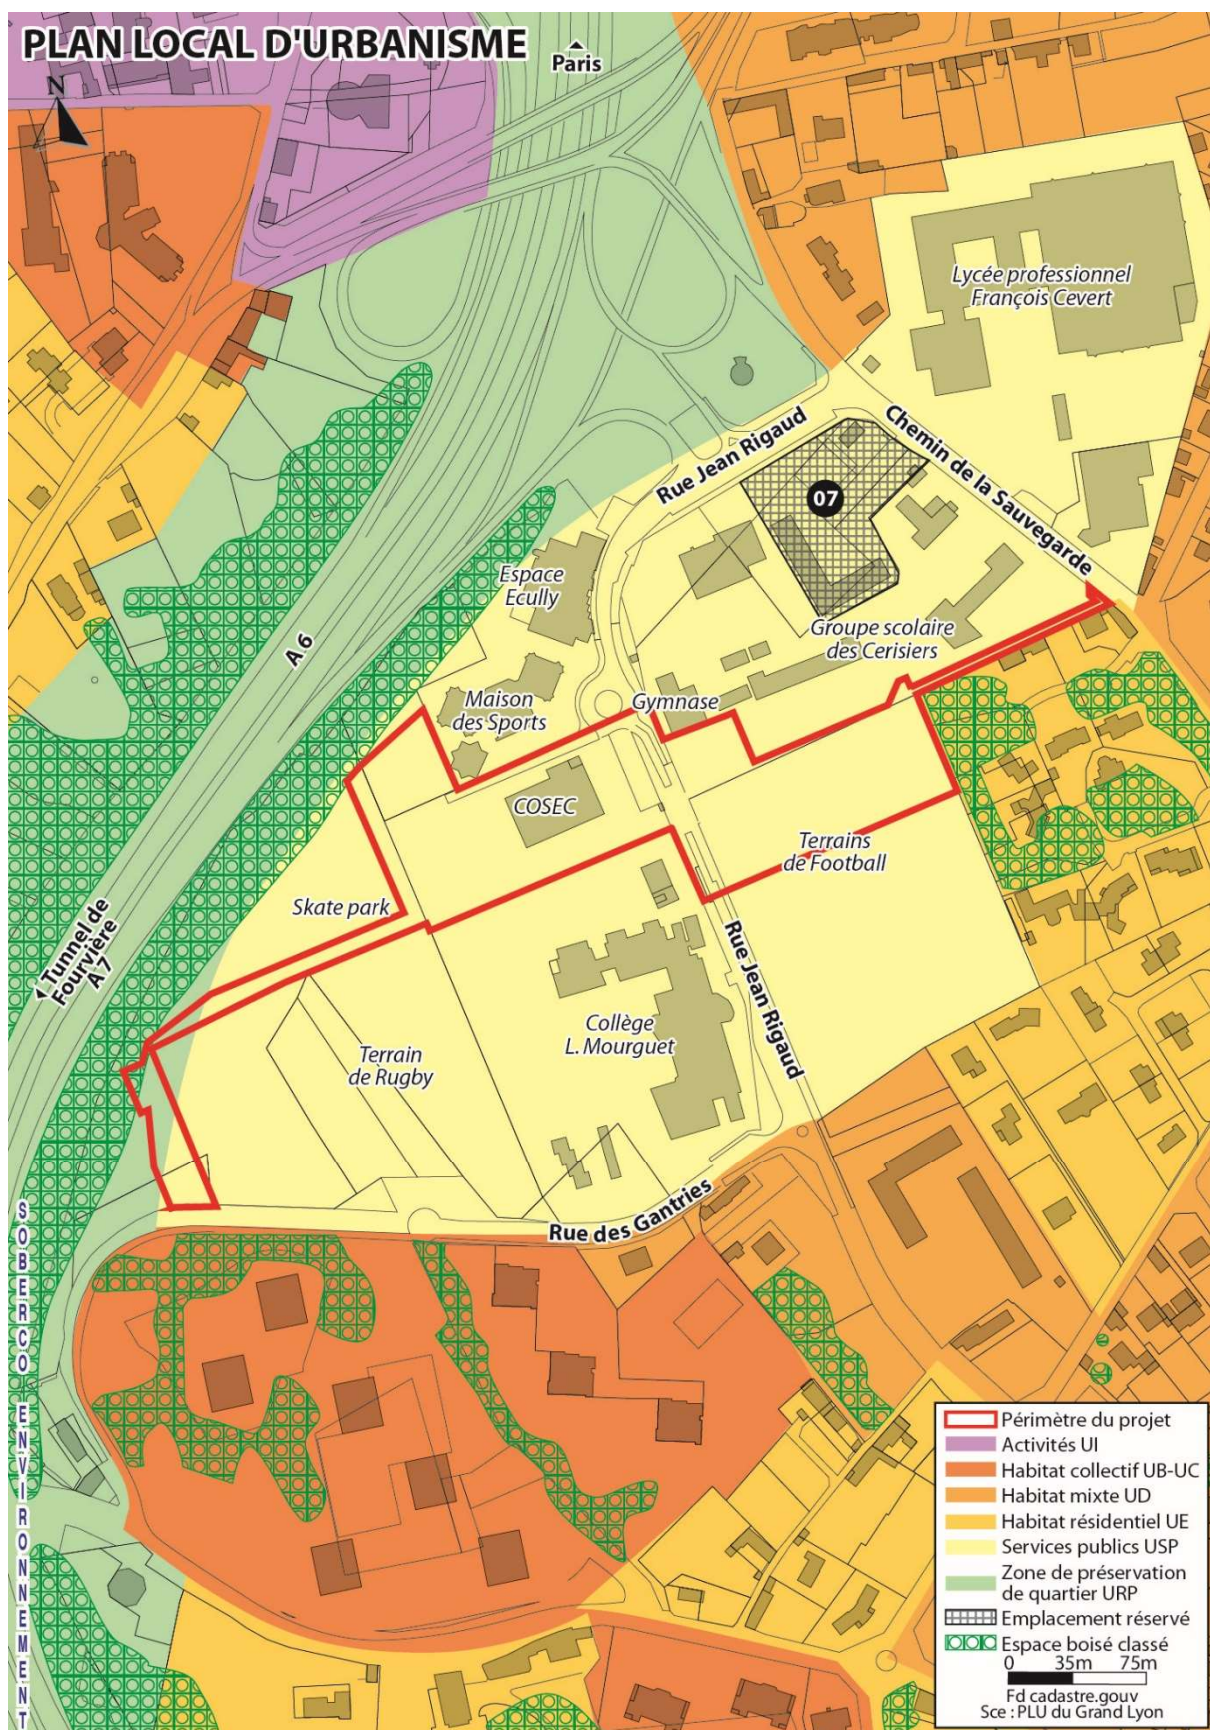 PLAN LOCAL D'URBANISME
Paris
N
Lycée professionnel
François Cevert
Rue Jean Rigaud
Chemin de la Sauvegarde
07
Espace
Ecully
A 6
Groupe scolaire
des Cerisiers
Maison
des Sports
Gymnase
COSEC
Terrains
de Football
Skate park
Tunnel de
Fourvière
A 7
Rue Jean Rigaud
Collège
L. Mourguet
Terrain
de Rugby
Rue des Gantries
SOBERCO ENVIRONNEMENT
Périmètre du projet
Activités UI
Habitat collectif UB-UC
Habitat mixte UD
Habitat résidentiel UE
Services publics USP
Zone de préservation
de quartier URP
Emplacement réservé
Espace boisé classé
0 35m 75m
Fd cadastre.gouv
Sce : PLU du Grand Lyon